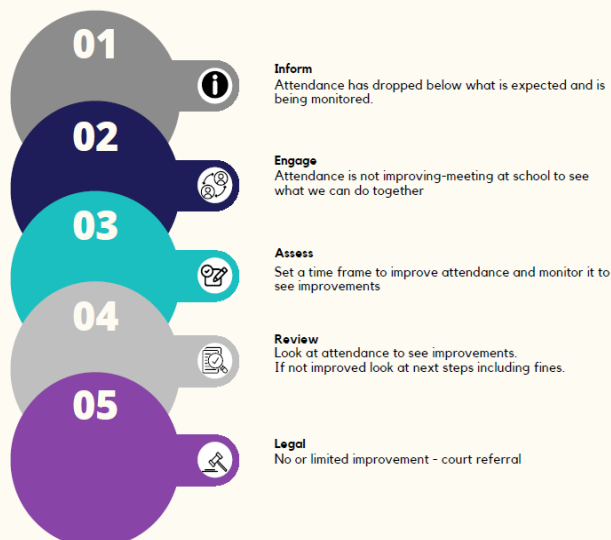 01
Inform
Attendance has dropped below what is expected and is
being monitored.
02
Engage
Attendance is not improving-meeting at school to see
what we can do together
03
Assess
Set a time frame to improve attendance and monitor it to
see improvements
04
Review
Look at attendance to see improvements.
If not improved look at next steps including fines.
05
Legal
No or limited improvement - court referral